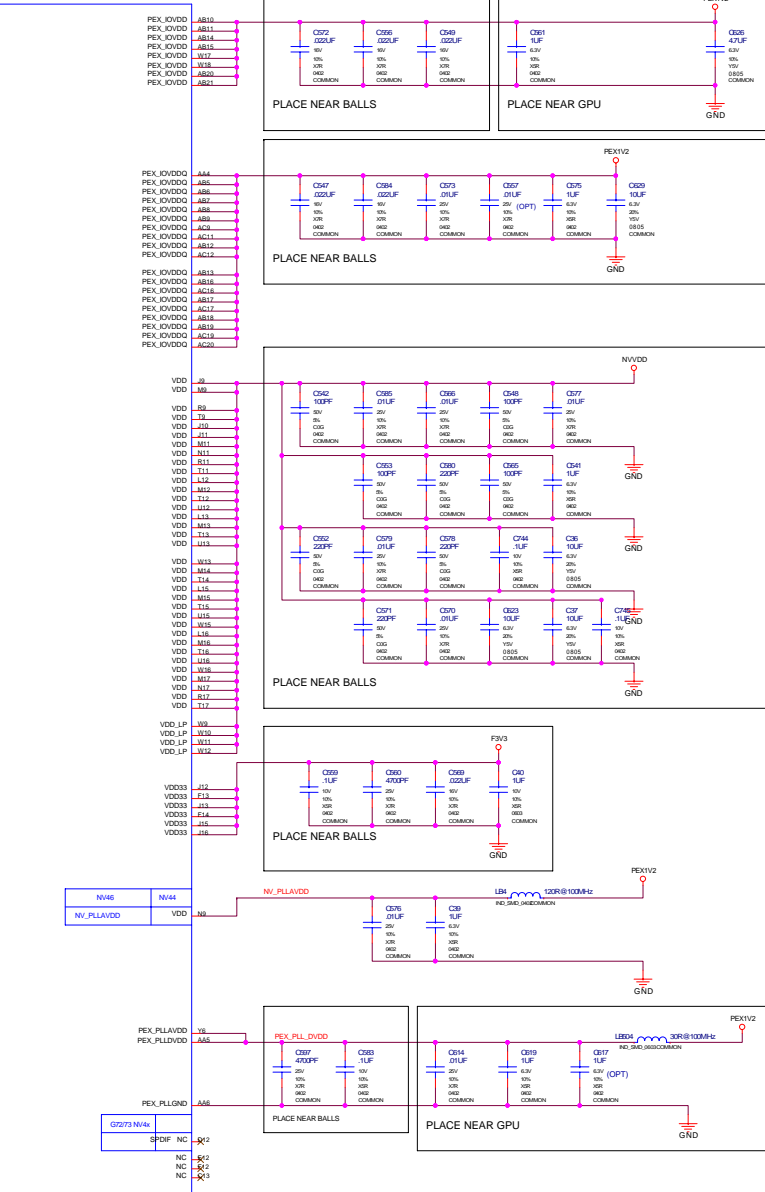 PEX_IOVDD AB10
PEX_IOVDD AB11
PEX_IOVDD AB14
PEX_IOVDD AB15
PEX_IOVDD W17
PEX_IOVDD W18
PEX_IOVDD AB20
PEX_IOVDD AB21
C572 C556 C549 C561 C626
.022UF .022UF .022UF 1UF 4.7UF
16V 16V 16V 6.3V 6.3V
10% 10% 10% 10% 10%
X7R X7R X7R X5R Y5V
0402 0402 0402 0402 0805
COMMON COMMON COMMON COMMON COMMON
PLACE NEAR BALLS
PLACE NEAR GPU
GND
PEX1V2
PEX_IOVDDQ AA4
PEX_IOVDDQ AB5
PEX_IOVDDQ AB6
PEX_IOVDDQ AB7
PEX_IOVDDQ AB8
PEX_IOVDDQ AB9
PEX_IOVDDQ AC9
PEX_IOVDDQ AC11
PEX_IOVDDQ AB12
PEX_IOVDDQ AC12
PEX_IOVDDQ AB13
PEX_IOVDDQ AB16
PEX_IOVDDQ AC16
PEX_IOVDDQ AB17
PEX_IOVDDQ AC17
PEX_IOVDDQ AB18
PEX_IOVDDQ AB19
PEX_IOVDDQ AC19
PEX_IOVDDQ AC20
C547 C584 C573 C557 C575 C629
.022UF .022UF .01UF .01UF 1UF 10UF
16V 16V 25V 25V (OPT) 6.3V 6.3V
10% 10% 10% 10% 10% 20%
X7R X7R X7R X7R X5R Y5V
0402 0402 0402 0402 0402 0805
COMMON COMMON COMMON COMMON COMMON COMMON
PLACE NEAR BALLS
GND
NVVDD
VDD J9
VDD M9
VDD R9
VDD T9
VDD J10
VDD J11
VDD M11
VDD N11
VDD R11
VDD T11
VDD L12
VDD M12
VDD T12
VDD U12
VDD L13
VDD M13
VDD T13
VDD U13
VDD W13
VDD M14
VDD T14
VDD L15
VDD M15
VDD T15
VDD U15
VDD W15
VDD L16
VDD M16
VDD T16
VDD U16
VDD W16
VDD M17
VDD N17
VDD R17
VDD T17
VDD_LP W9
VDD_LP W10
VDD_LP W11
VDD_LP W12
C542 C585 C566 C548 C577
100PF .01UF .01UF 100PF .01UF
50V 25V 25V 50V 25V
5% 10% 10% 5% 10%
C0G X7R X7R C0G X7R
0402 0402 0402 0402 0402
COMMON COMMON COMMON COMMON COMMON
GND
C553 C580 C565 C541
100PF 220PF 100PF 1UF
50V 50V 50V 6.3V
5% 5% 5% 10%
C0G C0G C0G X5R
0402 0402 0402 0402
COMMON COMMON COMMON COMMON
GND
C552 C579 C578 C744 C36
220PF .01UF 220PF .1UF 10UF
50V 25V 50V 10V 6.3V
5% 10% 5% 10% 20%
C0G X7R C0G X5R Y5V
0402 0402 0402 0402 0805
COMMON COMMON COMMON COMMON COMMON
GND
C571 C570 C623 C37 C745
220PF .01UF 10UF 10UF .1UF
50V 25V 6.3V 6.3V 10V
5% 10% 20% 20% 10%
C0G X7R Y5V Y5V X5R
0402 0402 0805 0805 0402
COMMON COMMON COMMON COMMON COMMON
PLACE NEAR BALLS
GND
F3V3
VDD33 J12
VDD33 F13
VDD33 J13
VDD33 F14
VDD33 J15
VDD33 J16
C559 C560 C569 C40
.1UF 4700PF .022UF 1UF
10V 25V 16V 10V
10% 10% 10% 10%
X5R X7R X7R X5R
0402 0402 0402 0603
COMMON COMMON COMMON COMMON
PLACE NEAR BALLS
GND
PEX1V2
NV46 NV44
NV_PLLAVDD VDD N9
NV_PLLAVDD
LB4 120R@100MHz
IND_SMD_0402COMMON
C576 C39
.01UF 1UF
25V 6.3V
10% 10%
X7R X5R
0402 0402
COMMON COMMON
GND
PEX1V2
PEX_PLLAVDD Y6
PEX_PLLDVDD AA5
PEX_PLL_DVDD
LB504 30R@100MHz
IND_SMD_0603COMMON
C597 C583 C614 C619 C617
4700PF .1UF .01UF 1UF 1UF
25V 10V 25V 6.3V 6.3V (OPT)
10% 10% 10% 10% 10%
X7R X5R X7R X5R X5R
0402 0402 0402 0402 0402
COMMON COMMON COMMON COMMON COMMON
PEX_PLLGND AA6
PLACE NEAR BALLS
PLACE NEAR GPU
GND
G72/73 NV4x
SPDIF NC D12
NC E12
NC F12
NC C13